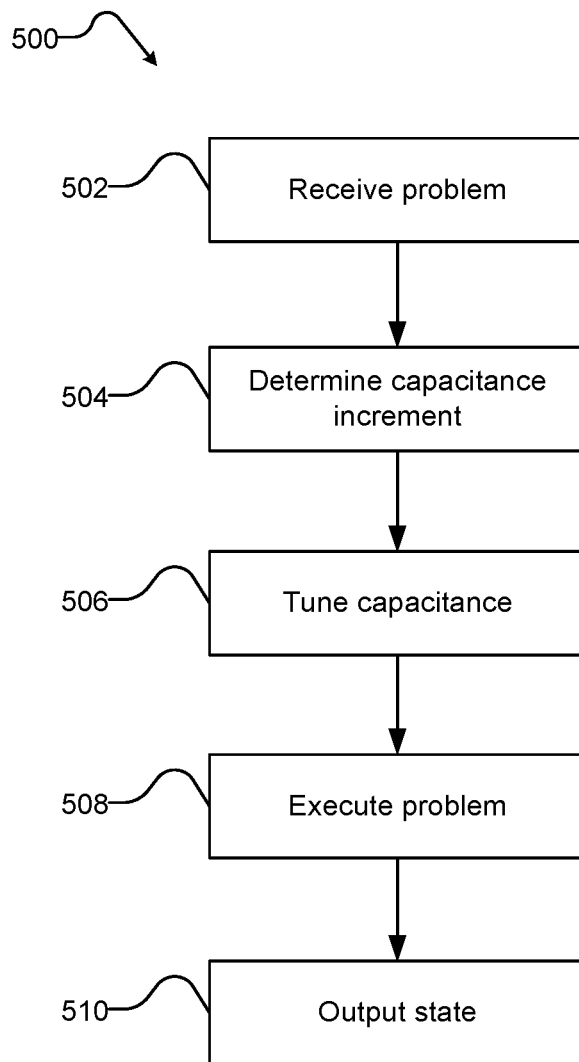 500
502
Receive problem
504
Determine capacitance
increment
506
Tune capacitance
508
Execute problem
510
Output state